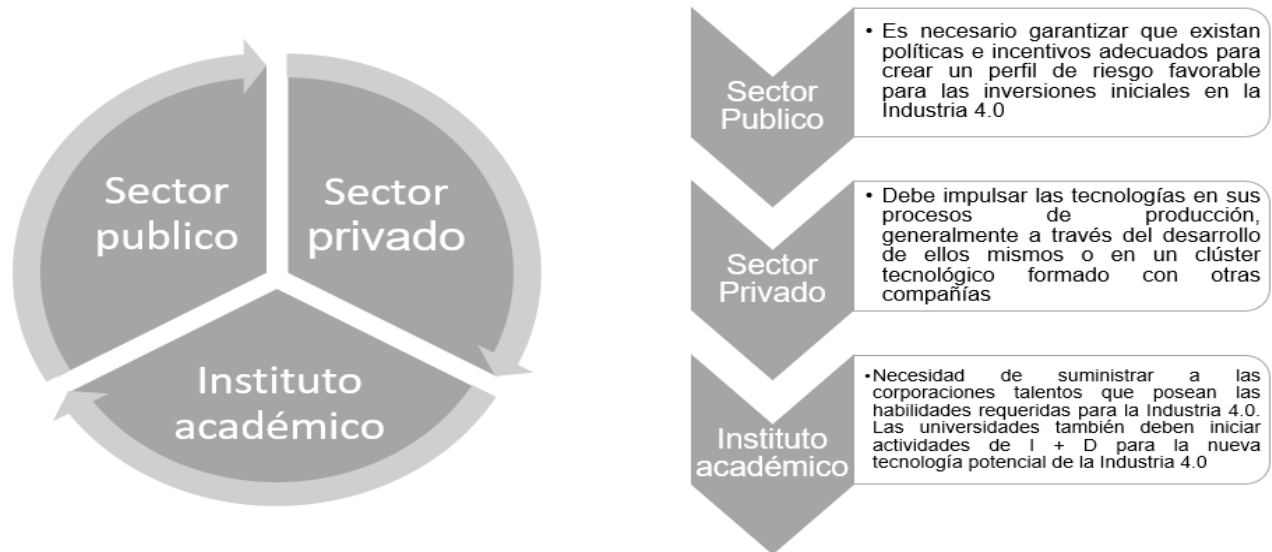 Sector
publico
Sector
privado
Instituto
académico
Sector
Publico
• Es necesario garantizar que existan
políticas e incentivos adecuados para
crear un perfil de riesgo favorable
para las inversiones iniciales en la
Industria 4.0
Sector
Privado
• Debe impulsar las tecnologías en sus
procesos de producción,
generalmente a través del desarrollo
de ellos mismos o en un clúster
tecnológico formado con otras
compañías
Instituto
académico
•Necesidad de suministrar a las
corporaciones talentos que posean las
habilidades requeridas para la Industria 4.0.
Las universidades también deben iniciar
actividades de I + D para la nueva
tecnología potencial de la Industria 4.0